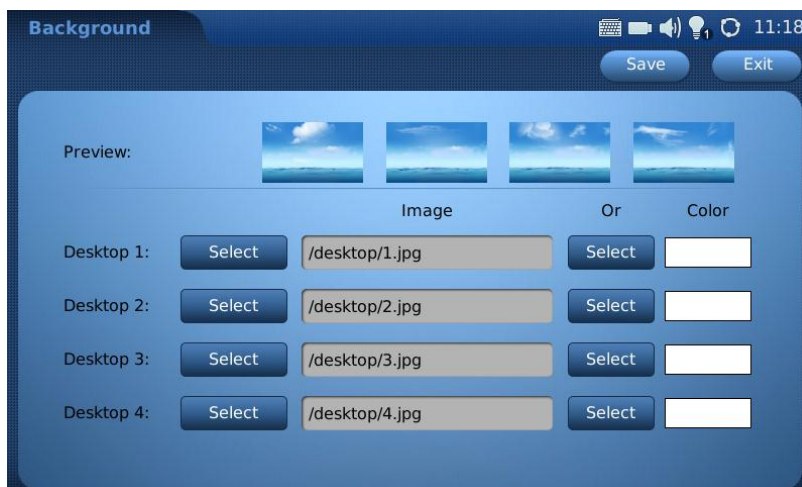 Background 1 11:18
Save Exit
Preview:
Image Or Color
Desktop 1: Select /desktop/1.jpg Select
Desktop 2: Select /desktop/2.jpg Select
Desktop 3: Select /desktop/3.jpg Select
Desktop 4: Select /desktop/4.jpg Select